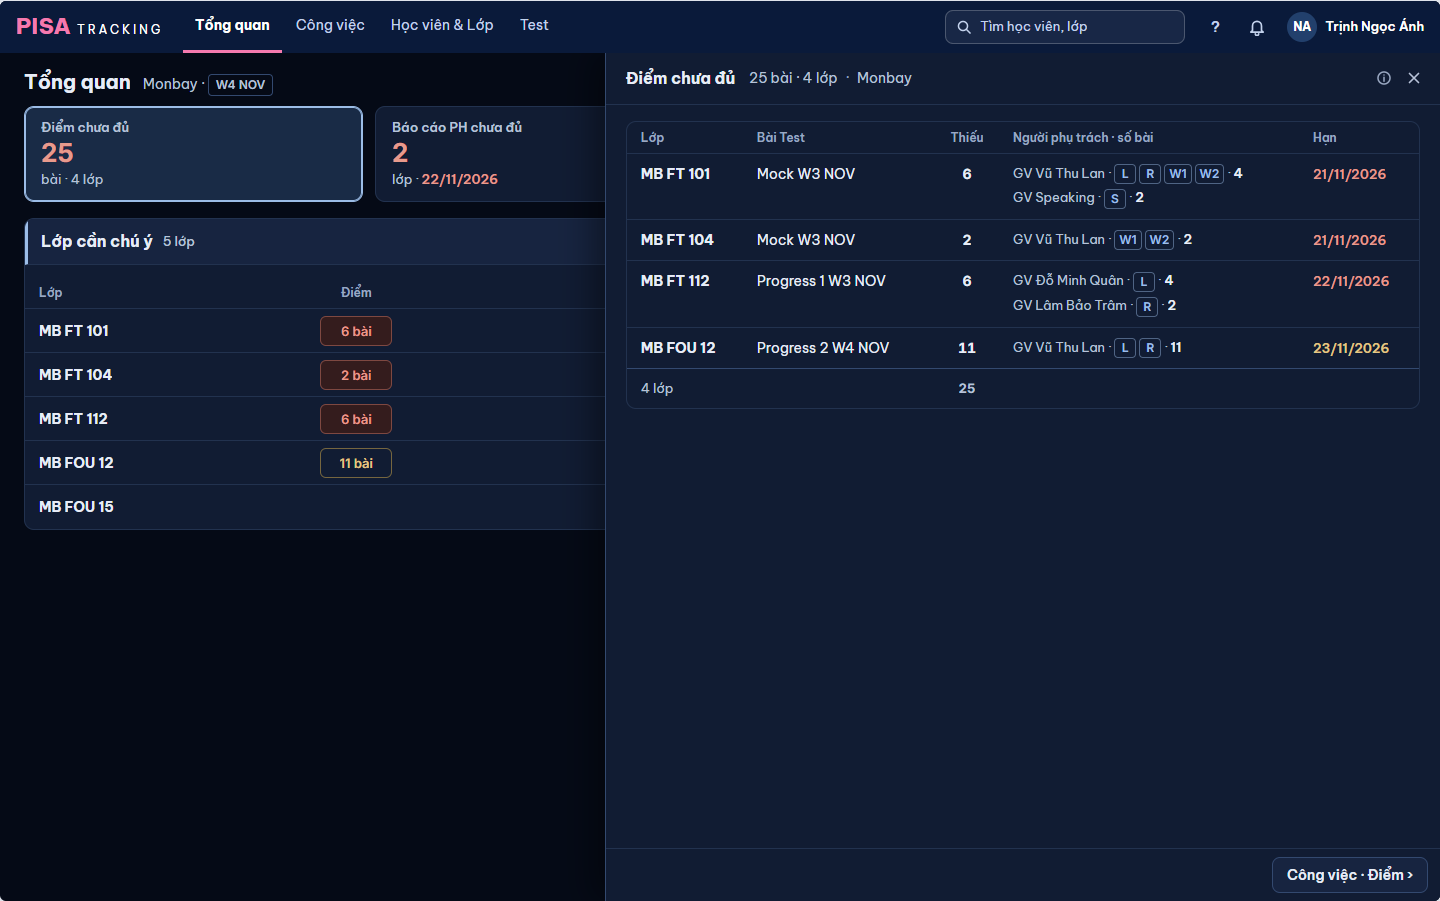 PISA TRACKING Tổng quan Công việc Học viên & Lớp Test Tìm học viên, lớp ? NA Trịnh Ngọc Ánh
Tổng quan Monbay · W4 NOV
Điểm chưa đủ
25
bài · 4 lớp
Báo cáo PH chưa đủ
2
lớp · 22/11/2026
Lớp cần chú ý 5 lớp
Lớp Điểm
MB FT 101 6 bài
MB FT 104 2 bài
MB FT 112 6 bài
MB FOU 12 11 bài
MB FOU 15
Điểm chưa đủ 25 bài · 4 lớp · Monbay
Lớp Bài Test Thiếu Người phụ trách · số bài Hạn
MB FT 101 Mock W3 NOV 6 GV Vũ Thu Lan · L R W1 W2 · 4 21/11/2026
GV Speaking · S · 2
MB FT 104 Mock W3 NOV 2 GV Vũ Thu Lan · W1 W2 · 2 21/11/2026
MB FT 112 Progress 1 W3 NOV 6 GV Đỗ Minh Quân · L · 4 22/11/2026
GV Lâm Bảo Trâm · R · 2
MB FOU 12 Progress 2 W4 NOV 11 GV Vũ Thu Lan · L R · 11 23/11/2026
4 lớp 25
Công việc · Điểm ›